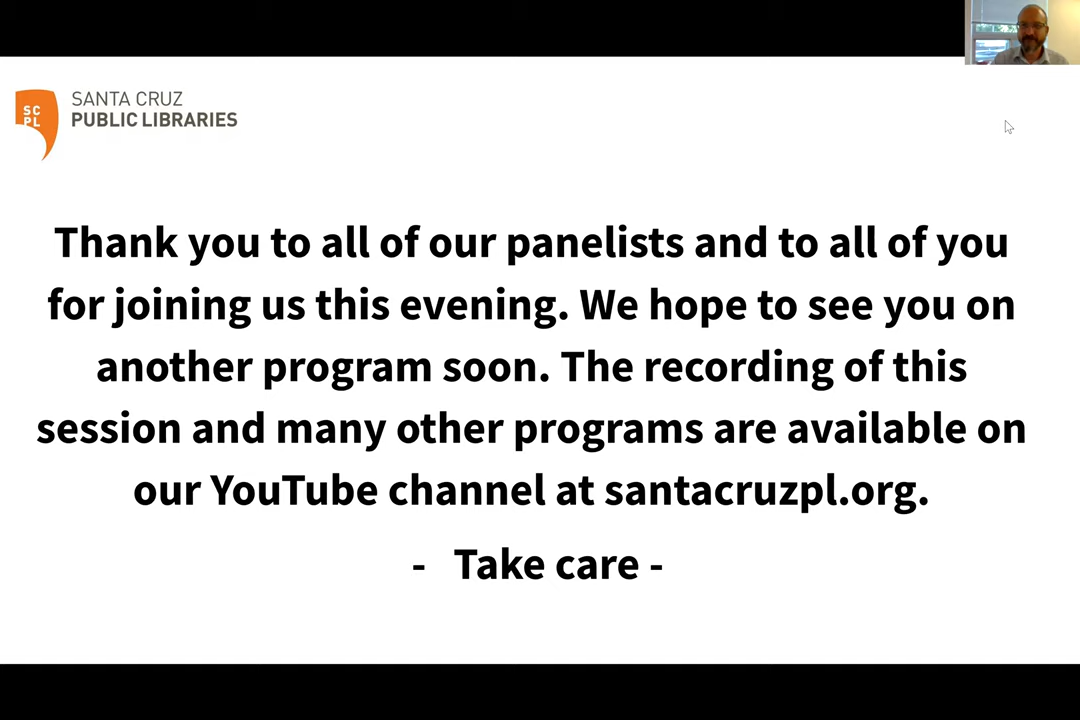 SC
PL
SANTA CRUZ
PUBLIC LIBRARIES
Thank you to all of our panelists and to all of you
for joining us this evening. We hope to see you on
another program soon. The recording of this
session and many other programs are available on
our YouTube channel at santacruzpl.org.
- Take care -